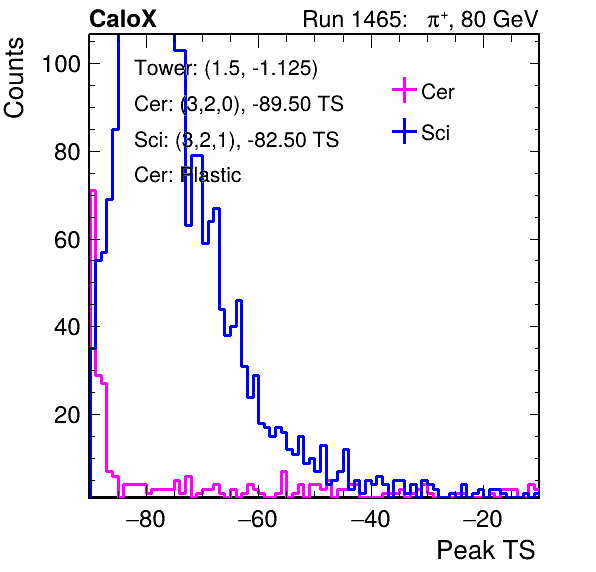 CaloX Run 1465: π⁺, 80 GeV
Counts
100
80
60
40
20
Tower: (1.5, -1.125)
Cer: (3,2,0), -89.50 TS
Sci: (3,2,1), -82.50 TS
Cer: Plastic
Cer
Sci
−80 −60 −40 −20
Peak TS